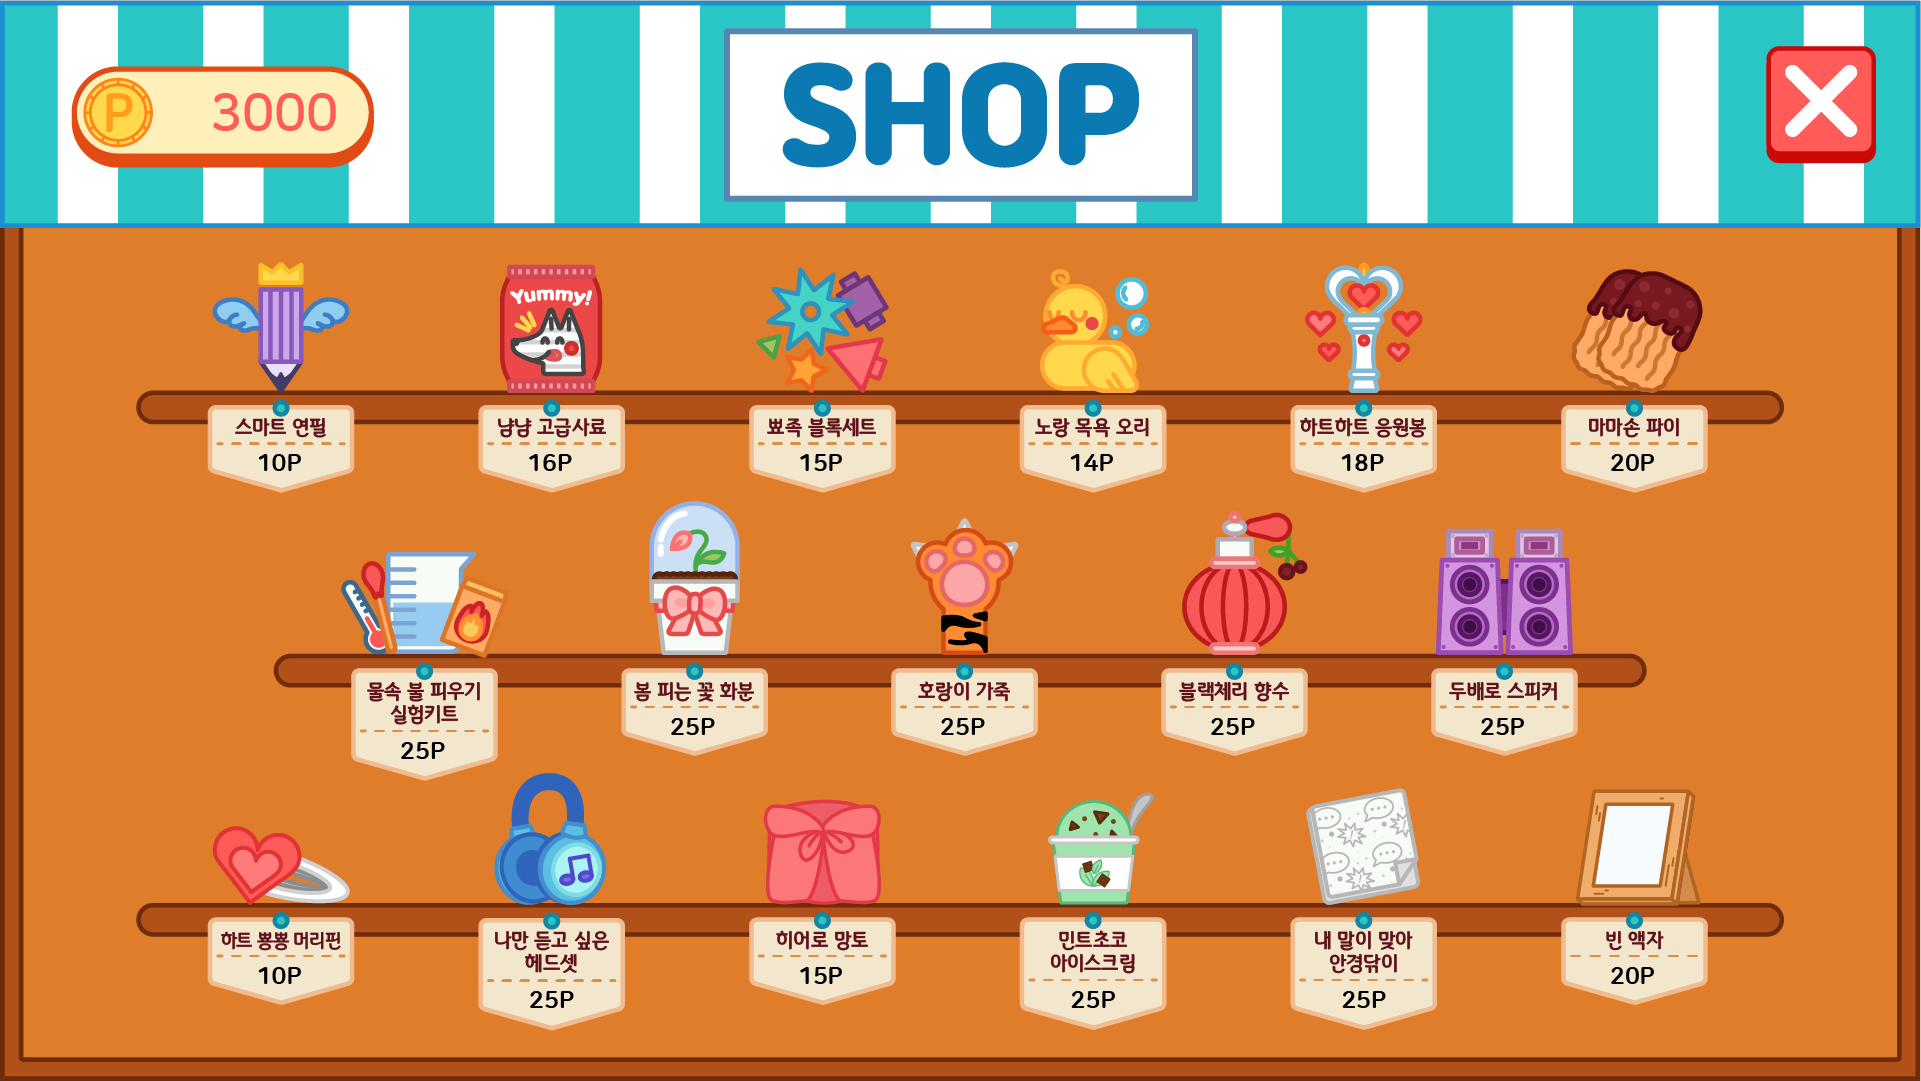 P 3000
SHOP
Yummy!
스마트 연필
10P
냥냥 고급사료
16P
뾰족 블록세트
15P
노랑 목욕 오리
14P
하트하트 응원봉
18P
마마손 파이
20P
물속 불 피우기
실험키트
25P
봄 피는 꽃 화분
25P
호랑이 가죽
25P
블랙체리 향수
25P
두배로 스피커
25P
하트 뿅뿅 머리핀
10P
나만 듣고 싶은
헤드셋
25P
히어로 망토
15P
민트초코
아이스크림
25P
내 말이 맞아
안경닦이
25P
빈 액자
20P